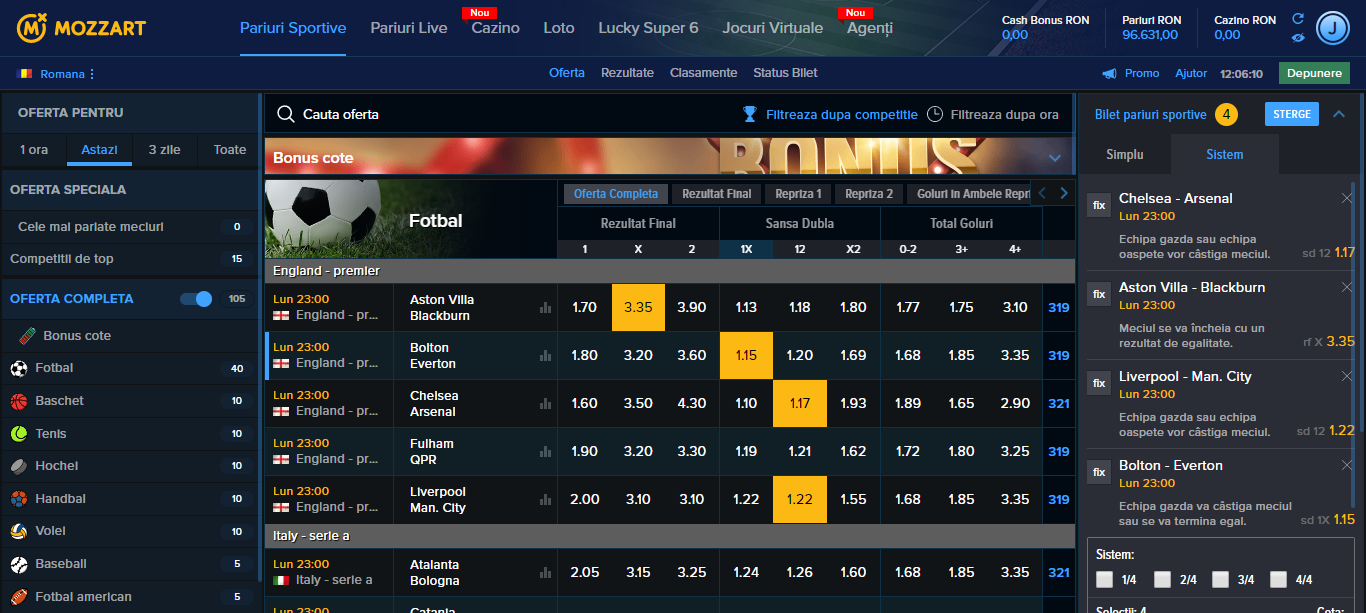 MOZZART
Pariuri Sportive
Pariuri Live
Nou
Cazino
Loto
Lucky Super 6
Jocuri Virtuale
Nou
Agenți
Cash Bonus RON
0,00
Pariuri RON
96.631,00
Cazino RON
0,00
J
Romana
Oferta
Rezultate
Clasamente
Status Bilet
Promo
Ajutor
12:06:10
Depunere
OFERTA PENTRU
1 ora
Astazi
3 zile
Toate
OFERTA SPECIALA
Cele mai pariate meciuri 0
Competitii de top 15
OFERTA COMPLETA 105
Bonus cote
Fotbal 40
Baschet 10
Tenis 10
Hochei 10
Handbal 10
Volei 10
Baseball 5
Fotbal american 5
Cauta oferta
Filtreaza dupa competitie
Filtreaza dupa ora
Bonus cote
BONUS
Fotbal
Oferta Completa
Rezultat Final
Repriza 1
Repriza 2
Goluri in Ambele Repri
Rezultat Final
Sansa Dubla
Total Goluri
1 X 2 1X 12 X2 0-2 3+ 4+
England - premier
Lun 23:00
England - pr...
Aston Villa
Blackburn
1.70 3.35 3.90 1.13 1.18 1.80 1.77 1.75 3.10 319
Lun 23:00
England - pr...
Bolton
Everton
1.80 3.20 3.60 1.15 1.20 1.69 1.68 1.85 3.35 319
Lun 23:00
England - pr...
Chelsea
Arsenal
1.60 3.50 4.30 1.10 1.17 1.93 1.89 1.65 2.90 321
Lun 23:00
England - pr...
Fulham
QPR
1.90 3.20 3.30 1.19 1.21 1.62 1.72 1.80 3.25 319
Lun 23:00
England - pr...
Liverpool
Man. City
2.00 3.10 3.10 1.22 1.22 1.55 1.68 1.85 3.35 319
Italy - serie a
Lun 23:00
Italy - serie a
Atalanta
Bologna
2.05 3.15 3.25 1.24 1.26 1.60 1.68 1.85 3.35 321
Lun 23:00
Catania
Bilet pariuri sportive 4
STERGE
Simplu
Sistem
fix
Chelsea - Arsenal
Lun 23:00
Echipa gazda sau echipa
oaspete vor câstiga meciul.
sd 12 1.17
fix
Aston Villa - Blackburn
Lun 23:00
Meciul se va încheia cu un
rezultat de egalitate.
rf X 3.35
fix
Liverpool - Man. City
Lun 23:00
Echipa gazda sau echipa
oaspete vor câstiga meciul.
sd 12 1.22
fix
Bolton - Everton
Lun 23:00
Echipa gazda va câstiga meciul
sau se va termina egal.
sd 1X 1.15
Sistem:
1/4 2/4 3/4 4/4
Selectii: 4
Cota: